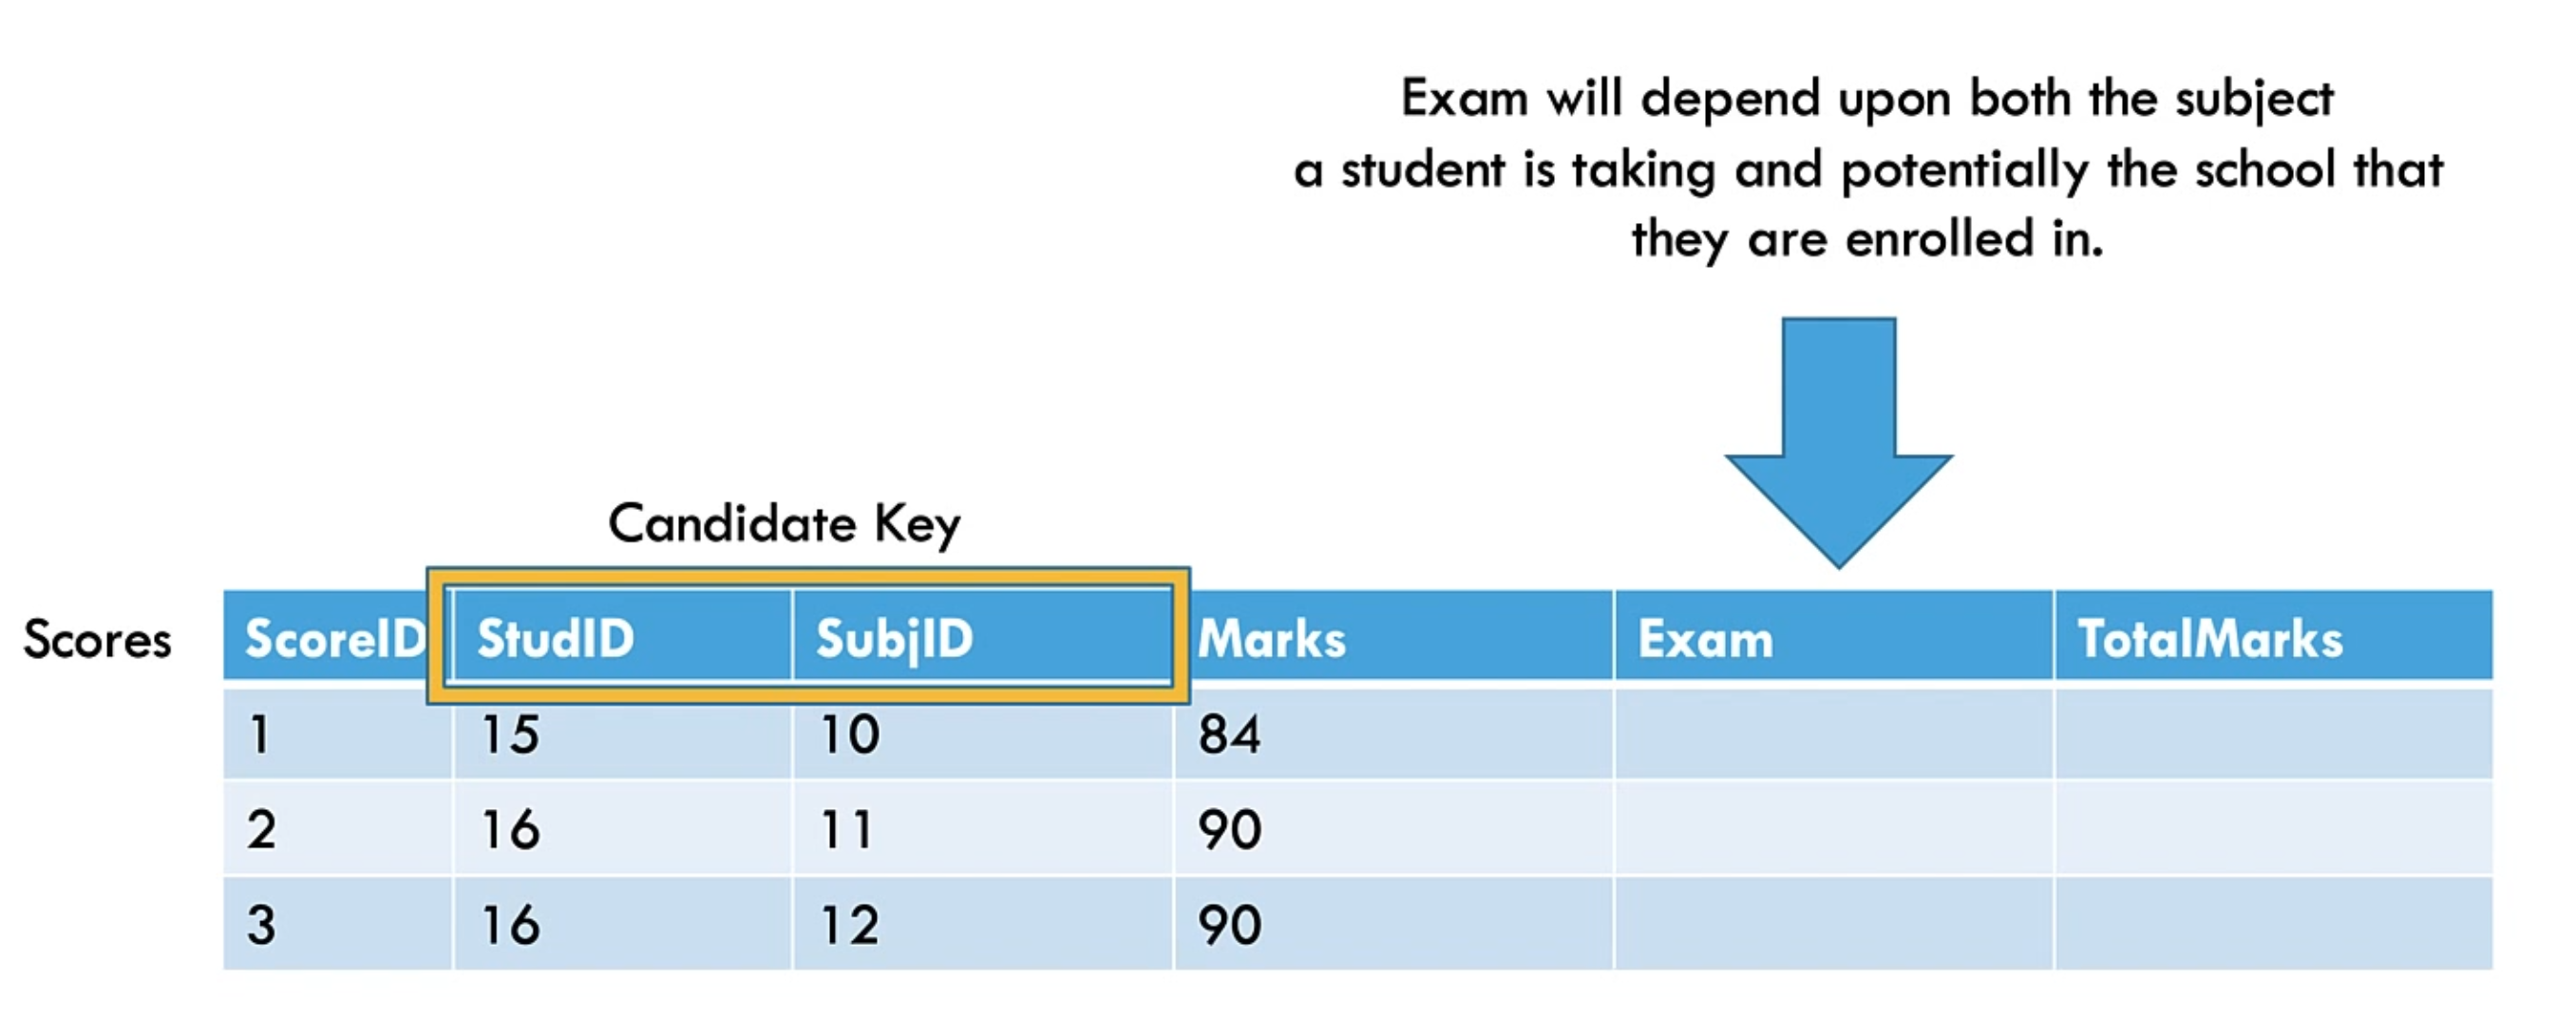 Exam will depend upon both the subject
a student is taking and potentially the school that
they are enrolled in.
Candidate Key
Scores
ScoreID StudID SubjID Marks Exam TotalMarks
1 15 10 84
2 16 11 90
3 16 12 90